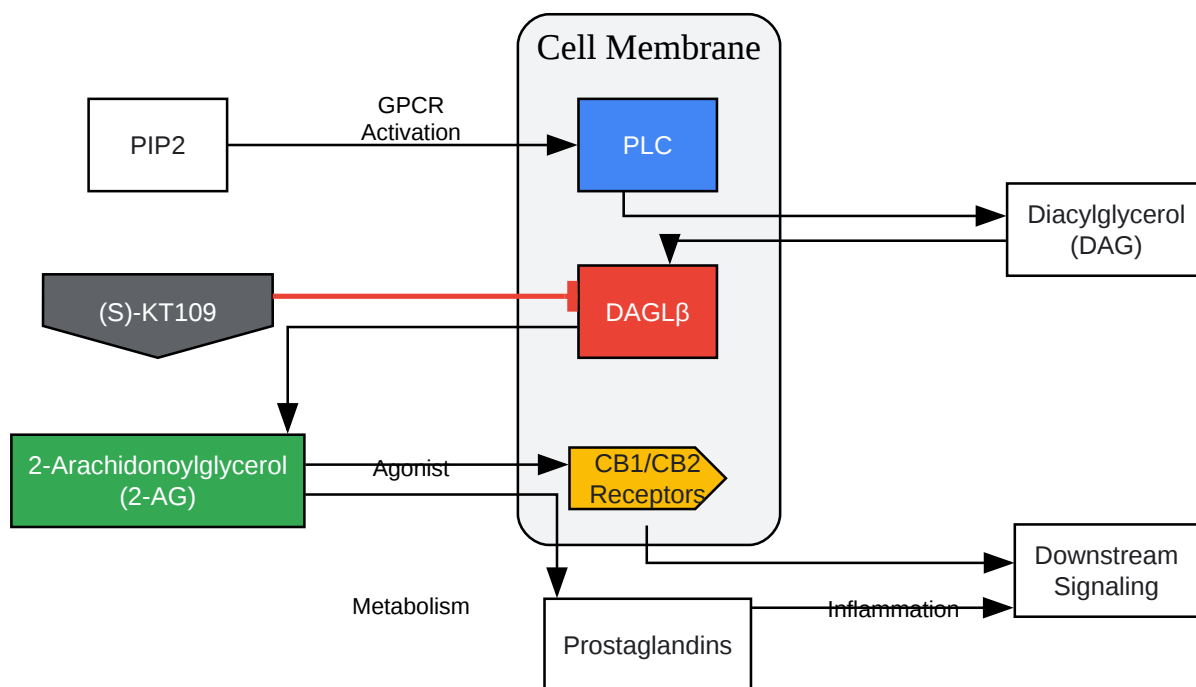 Cell Membrane
GPCR
Activation
PIP2
PLC
Diacylglycerol
(DAG)
(S)-KT109
DAGLβ
2-Arachidonoylglycerol
(2-AG)
Agonist
CB1/CB2
Receptors
Downstream
Signaling
Metabolism
Inflammation
Prostaglandins